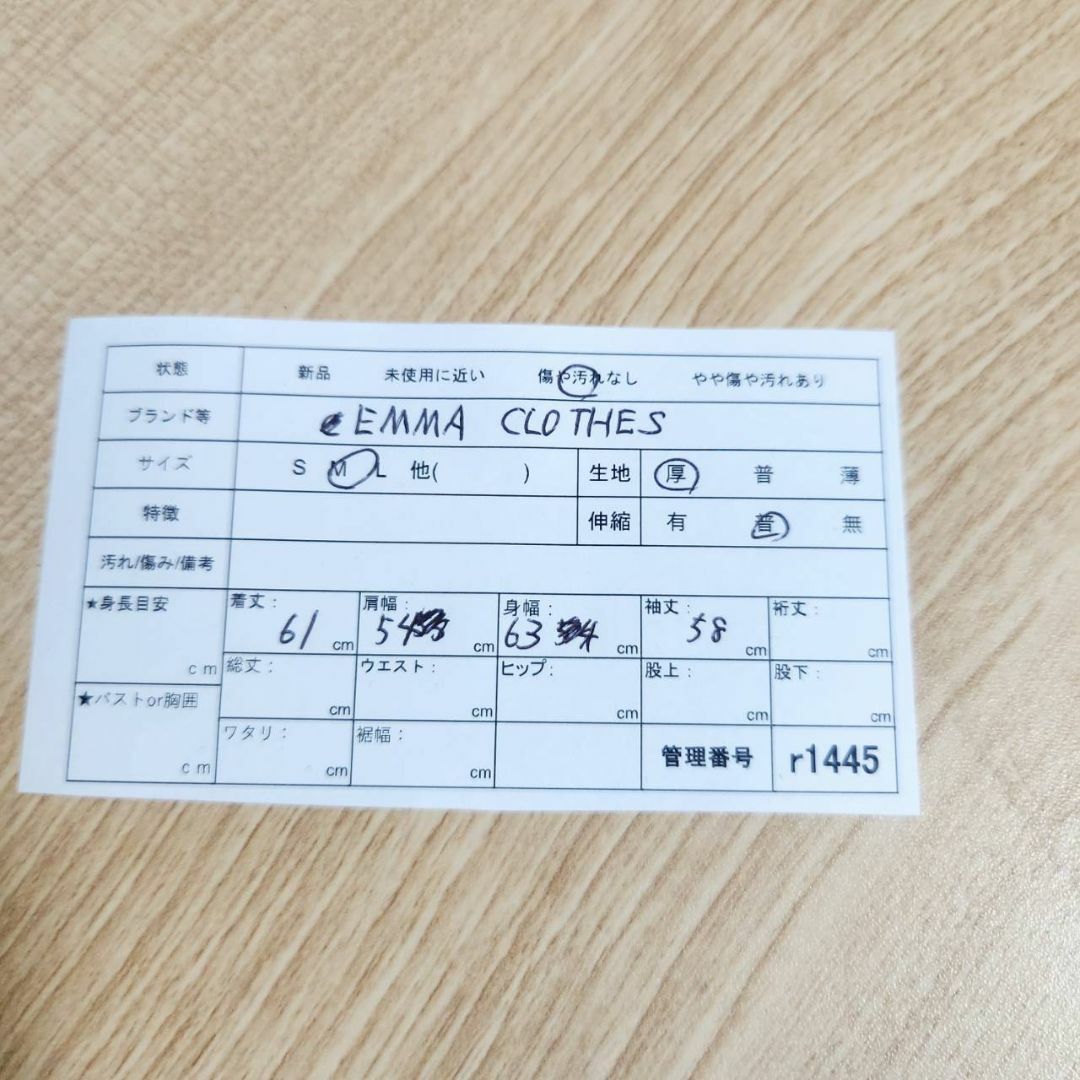 状態 新品 未使用に近い 傷や汚れなし やや傷や汚れあり
ブランド等 EMMA CLOTHES
サイズ S M L 他( ) 生地 厚 普 薄
特徴 伸縮 有 普 無
汚れ/傷み/備考
★身長目安 cm 着丈: 61 cm 肩幅: 54 cm 身幅: 63 cm 袖丈: 58 cm 裄丈: cm
総丈: cm ウエスト: cm ヒップ: cm 股上: cm 股下: cm
★バストor胸囲 cm ワタリ: cm 裾幅: cm 管理番号 r1445